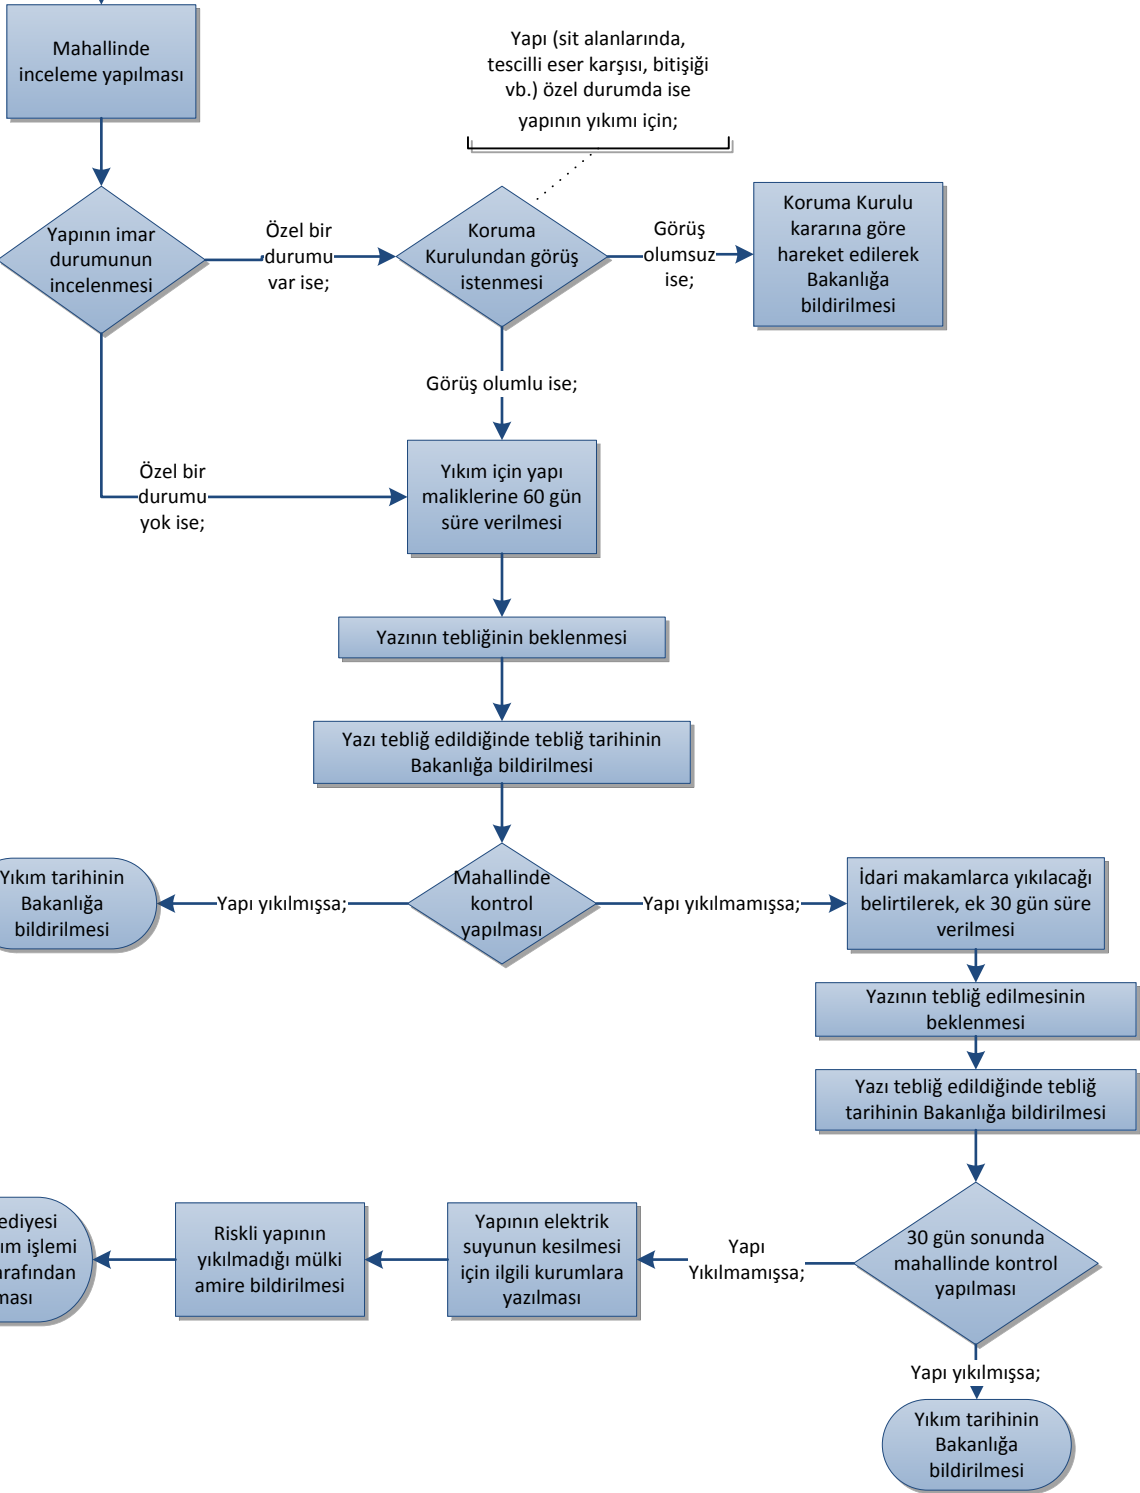 Mahallinde
inceleme yapılması
Yapı (sit alanlarında,
tescilli eser karşısı, bitişiği
vb.) özel durumda ise
yapının yıkımı için;
Yapının imar
durumunun
incelenmesi
Özel bir
durumu
var ise;
Koruma
Kurulundan görüş
istenmesi
Görüş
olumsuz
ise;
Koruma Kurulu
kararına göre
hareket edilerek
Bakanlığa
bildirilmesi
Görüş olumlu ise;
Özel bir
durumu
yok ise;
Yıkım için yapı
maliklerine 60 gün
süre verilmesi
Yazının tebliğinin beklenmesi
Yazı tebliğ edildiğinde tebliğ tarihinin
Bakanlığa bildirilmesi
Yıkım tarihinin
Bakanlığa
bildirilmesi
Yapı yıkılmışsa;
Mahallinde
kontrol
yapılması
Yapı yıkılmamışsa;
İdari makamlarca yıkılacağı
belirtilerek, ek 30 gün süre
verilmesi
Yazının tebliğ edilmesinin
beklenmesi
Yazı tebliğ edildiğinde tebliğ
tarihinin Bakanlığa bildirilmesi
30 gün sonunda
mahallinde kontrol
yapılması
Yapı
Yıkılmamışsa;
Yapının elektrik
suyunun kesilmesi
için ilgili kurumlara
yazılması
Riskli yapının
yıkılmadığı mülki
amire bildirilmesi
ediyesi
ım işlemi
arafından
ması
Yapı yıkılmışsa;
Yıkım tarihinin
Bakanlığa
bildirilmesi